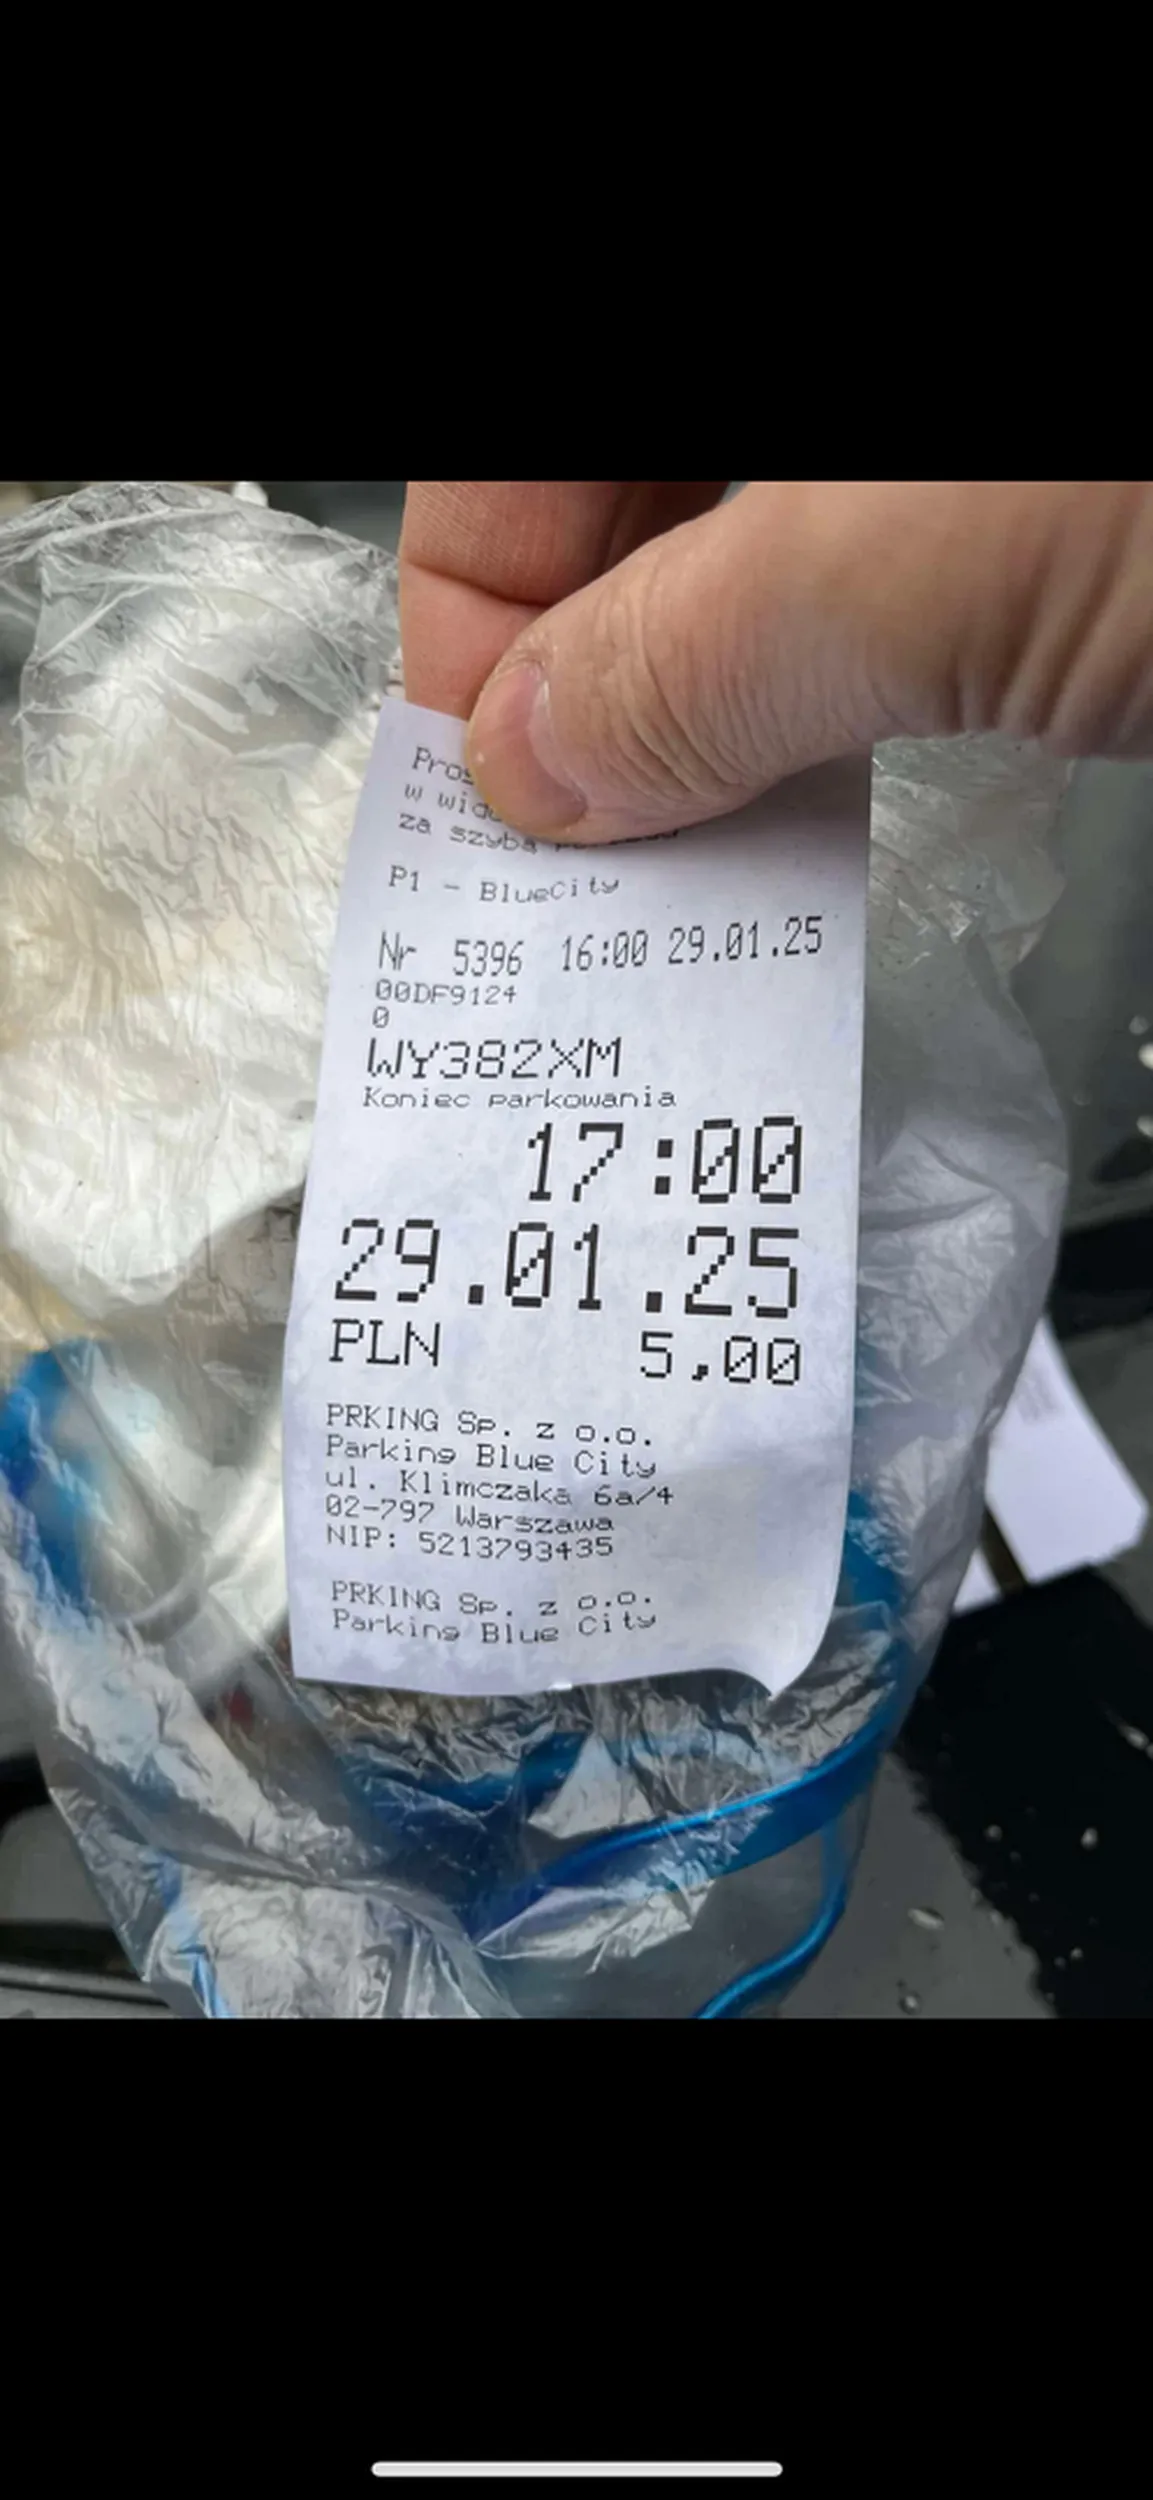 w
za szyba
P1 - BlueCity
Nr 5396 16:00 29.01.25
00DF9124
0
WY382XM
Koniec parkowania
17:00
29.01.25
PLN 5,00
PRKING Sp. z o.o.
Parking Blue City
ul. Klimczaka 6a/4
02-797 Warszawa
NIP: 5213793435
PRKING Sp. z o.o.
Parking Blue City